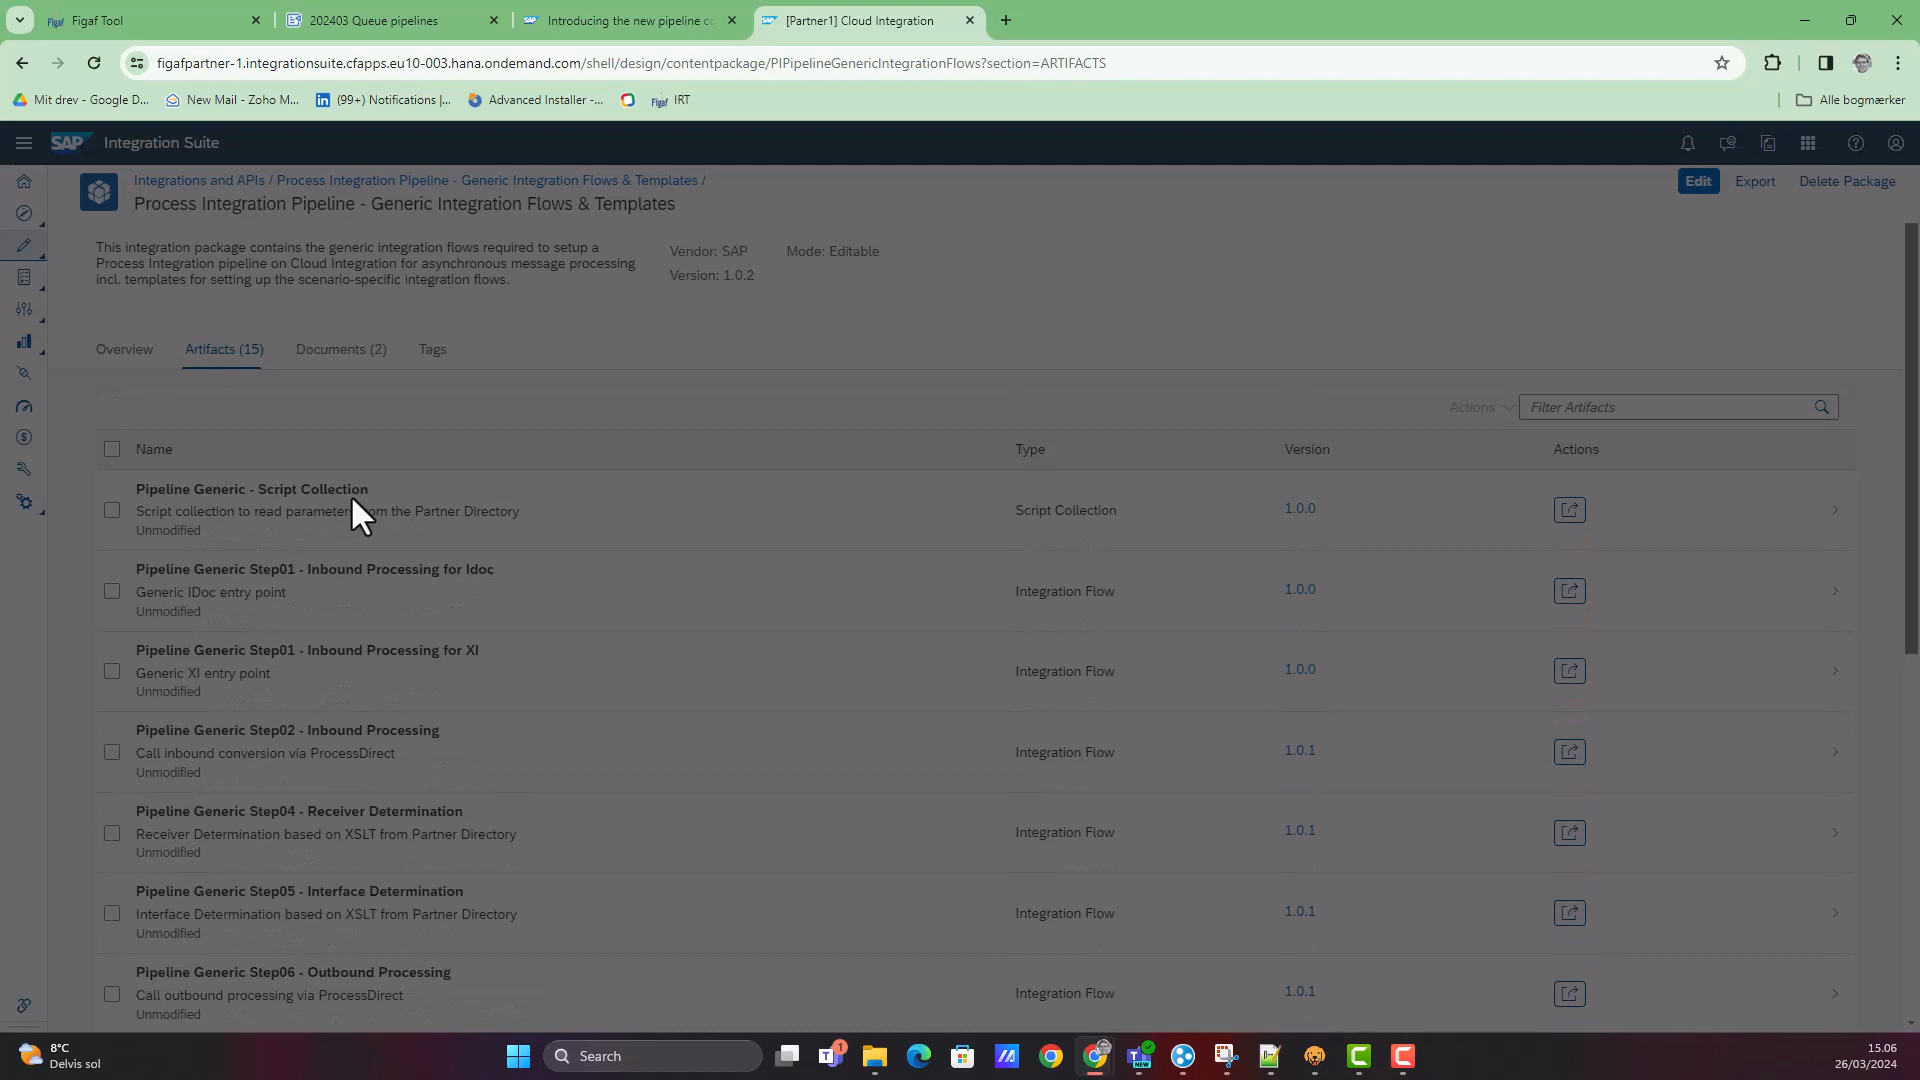 Figaf Tool
202403 Queue pipelines
Introducing the new pipeline co
[Partner1] Cloud Integration
figafpartner-1.integrationsuite.cfapps.eu10-003.hana.ondemand.com/shell/design/contentpackage/PIPipelineGenericIntegrationFlows?section=ARTIFACTS
Mit drev - Google D...
New Mail - Zoho M...
(99+) Notifications |...
Advanced Installer -...
Figaf IRT
Alle bogmærker
SAP Integration Suite
Integrations and APIs / Process Integration Pipeline - Generic Integration Flows & Templates /
Process Integration Pipeline - Generic Integration Flows & Templates
Edit Export Delete Package
This integration package contains the generic integration flows required to setup a
Process Integration pipeline on Cloud Integration for asynchronous message processing
incl. templates for setting up the scenario-specific integration flows.
Vendor: SAP Mode: Editable
Version: 1.0.2
Overview Artifacts (15) Documents (2) Tags
Actions Filter Artifacts
Name Type Version Actions
Pipeline Generic - Script Collection
Script collection to read parameter from the Partner Directory
Unmodified
Script Collection 1.0.0
Pipeline Generic Step01 - Inbound Processing for Idoc
Generic IDoc entry point
Unmodified
Integration Flow 1.0.0
Pipeline Generic Step01 - Inbound Processing for XI
Generic XI entry point
Unmodified
Integration Flow 1.0.0
Pipeline Generic Step02 - Inbound Processing
Call inbound conversion via ProcessDirect
Unmodified
Integration Flow 1.0.1
Pipeline Generic Step04 - Receiver Determination
Receiver Determination based on XSLT from Partner Directory
Unmodified
Integration Flow 1.0.1
Pipeline Generic Step05 - Interface Determination
Interface Determination based on XSLT from Partner Directory
Unmodified
Integration Flow 1.0.1
Pipeline Generic Step06 - Outbound Processing
Call outbound processing via ProcessDirect
Unmodified
Integration Flow 1.0.1
8°C
Delvis sol
Search
1
NEW
15.06
26/03/2024